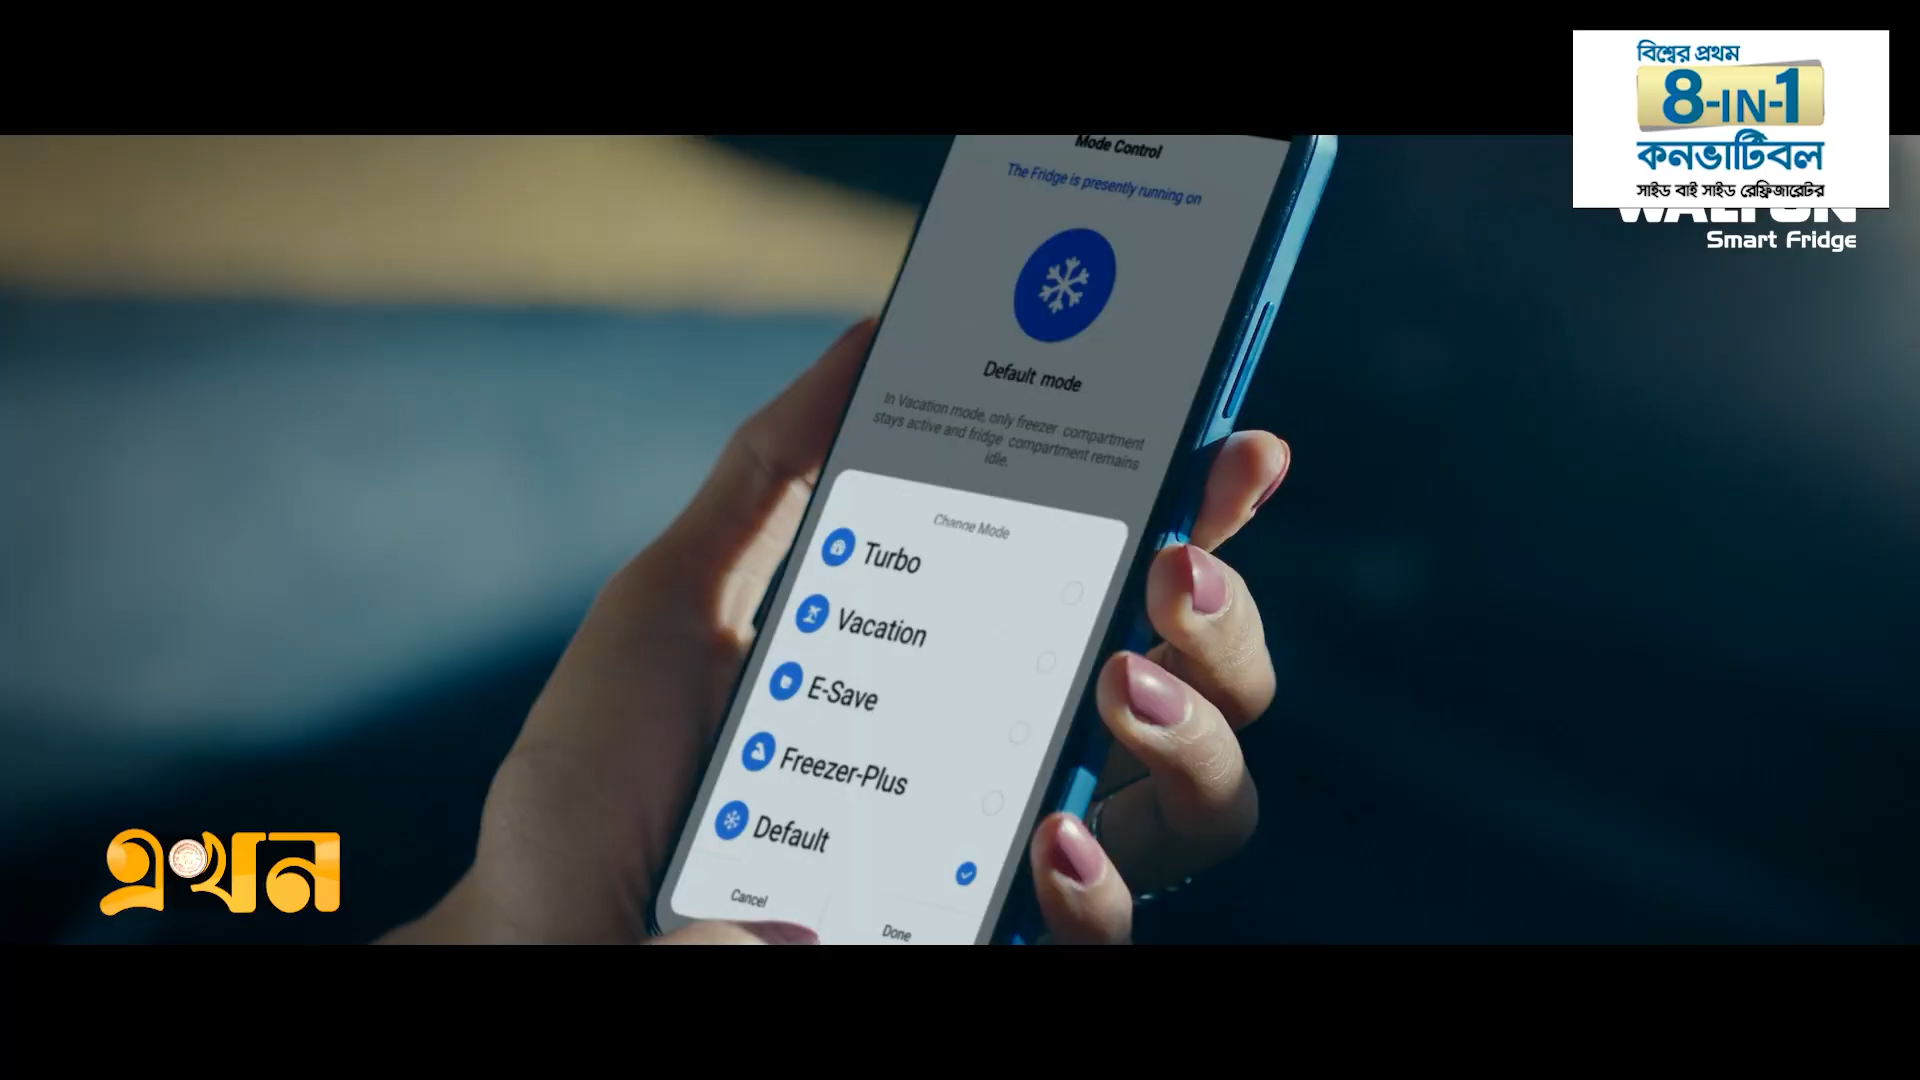 বিশ্বের প্রথম
8-IN-1
কনভার্টিবল
সাইড বাই সাইড রেফ্রিজারেটর
WALTON
Smart Fridge
Mode Control
The Fridge is presently running on
Default mode
In Vacation mode, only freezer compartment
stays active and fridge compartment remains
idle.
Change Mode
Turbo
Vacation
E-Save
Freezer-Plus
Default
Cancel
Done
এখন